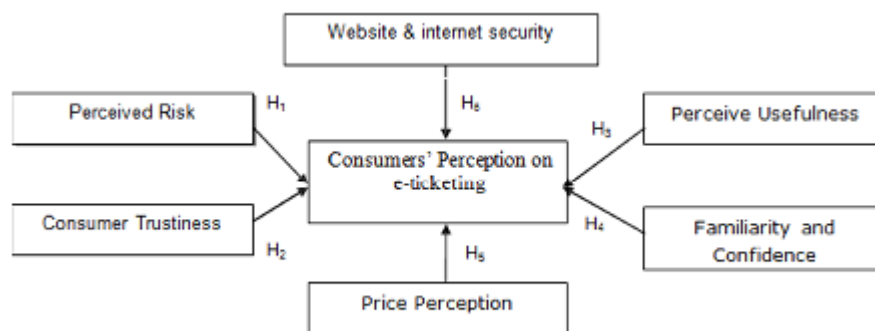 Website & internet security
Perceived Risk
H1
H6
H3
Perceive Usefulness
Consumers' Perception on
e-ticketing
Consumer Trustiness
H2
H5
H4
Familiarity and
Confidence
Price Perception